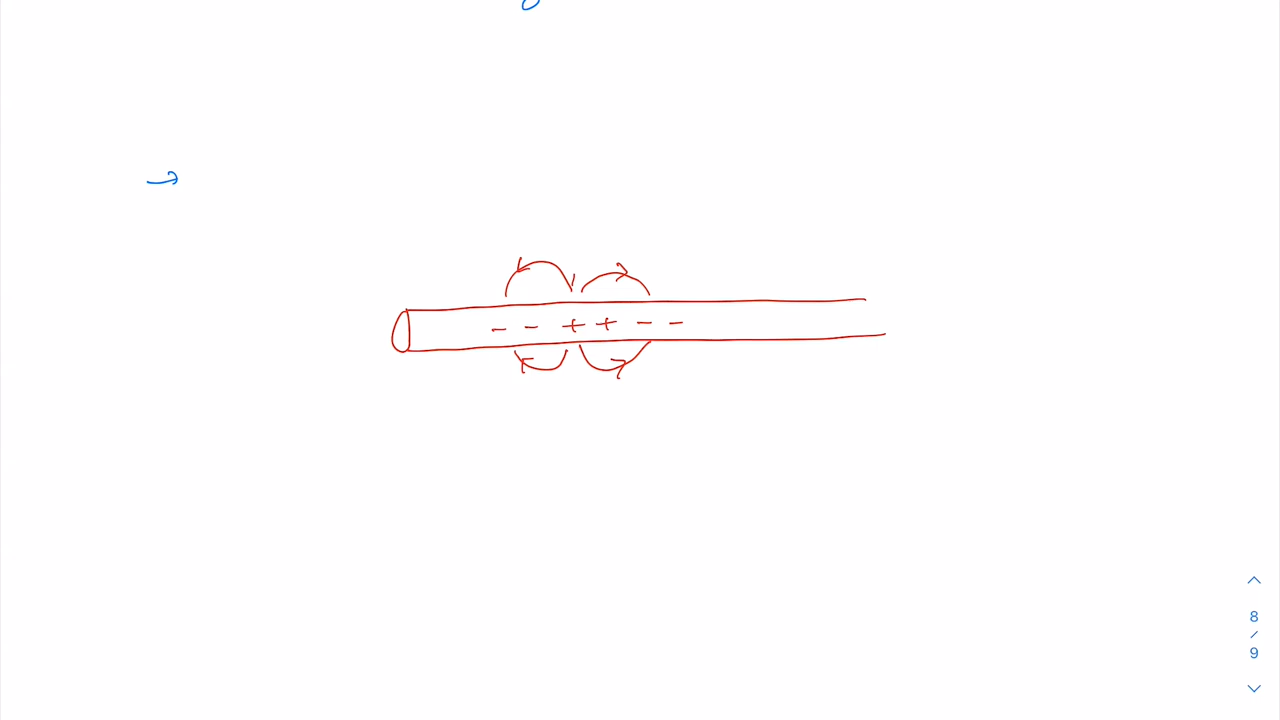 →
- - + + - -
8
/
9